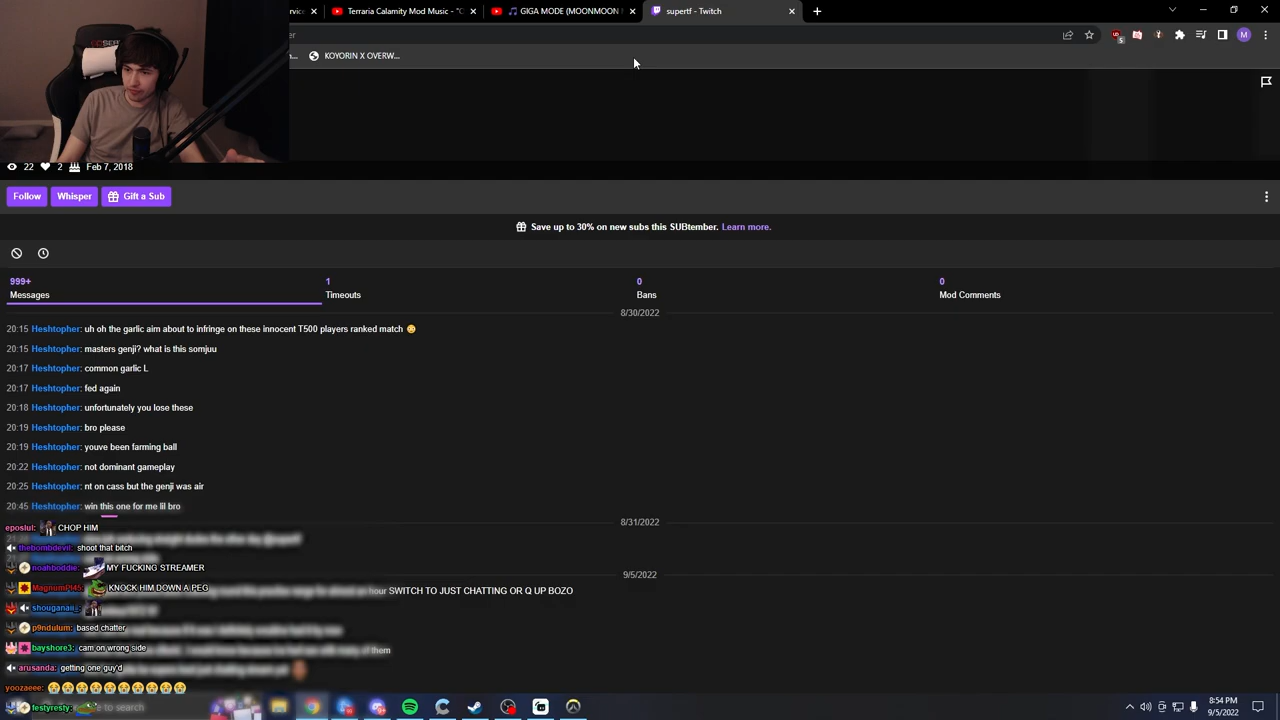 Terraria Calamity Mod Music - "C
GIGA MODE (MOONMOON
supertf - Twitch
KOYORIN X OVERW...
22 2 Feb 7, 2018
Follow Whisper Gift a Sub
Save up to 30% on new subs this SUBtember. Learn more.
999+ 1 0 0
Messages Timeouts Bans Mod Comments
8/30/2022
20:15 Heshtopher: uh oh the garlic aim about to infringe on these innocent T500 players ranked match
20:15 Heshtopher: masters genji? what is this somjuu
20:17 Heshtopher: common garlic L
20:17 Heshtopher: fed again
20:18 Heshtopher: unfortunately you lose these
20:19 Heshtopher: bro please
20:19 Heshtopher: youve been farming ball
20:22 Heshtopher: not dominant gameplay
20:25 Heshtopher: nt on cass but the genji was air
20:45 Heshtopher: win this one for me lil bro
8/31/2022
eposlul: CHOP HIM
thebombdevil: shoot that bitch
noahboddie: MY FUCKING STREAMER
9/5/2022
MagnumPI45: KNOCK HIM DOWN A PEG
hour SWITCH TO JUST CHATTING OR Q UP BOZO
shouganaii_:
p9ndulum: based chatter
bayshore3: cam on wrong side
of them
arusanda: getting one guy'd
yoozaeee:
festyresty:
to search
8:54 PM
9/5/2022